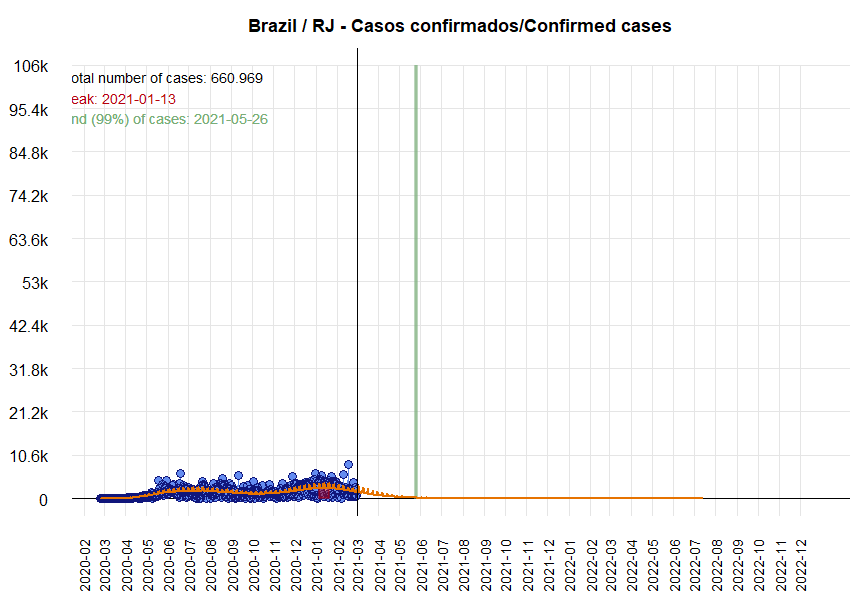 Brazil / RJ - Casos confirmados/Confirmed cases
otal number of cases: 660.969
eak: 2021-01-13
nd (99%) of cases: 2021-05-26
106k
95.4k
84.8k
74.2k
63.6k
53k
42.4k
31.8k
21.2k
10.6k
0
2020-02
2020-03
2020-04
2020-05
2020-06
2020-07
2020-08
2020-09
2020-10
2020-11
2020-12
2021-01
2021-02
2021-03
2021-04
2021-05
2021-06
2021-07
2021-08
2021-09
2021-10
2021-11
2021-12
2022-01
2022-02
2022-03
2022-04
2022-05
2022-06
2022-07
2022-08
2022-09
2022-10
2022-11
2022-12